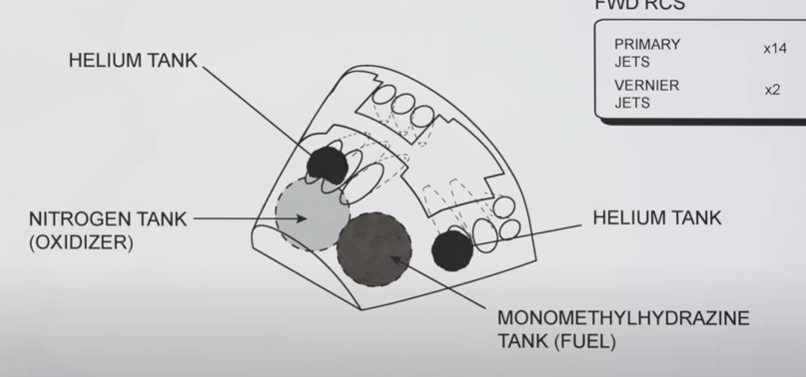 FWD RCS
PRIMARY JETS x14
VERNIER JETS x2
HELIUM TANK
NITROGEN TANK
(OXIDIZER)
HELIUM TANK
MONOMETHYLHYDRAZINE
TANK (FUEL)